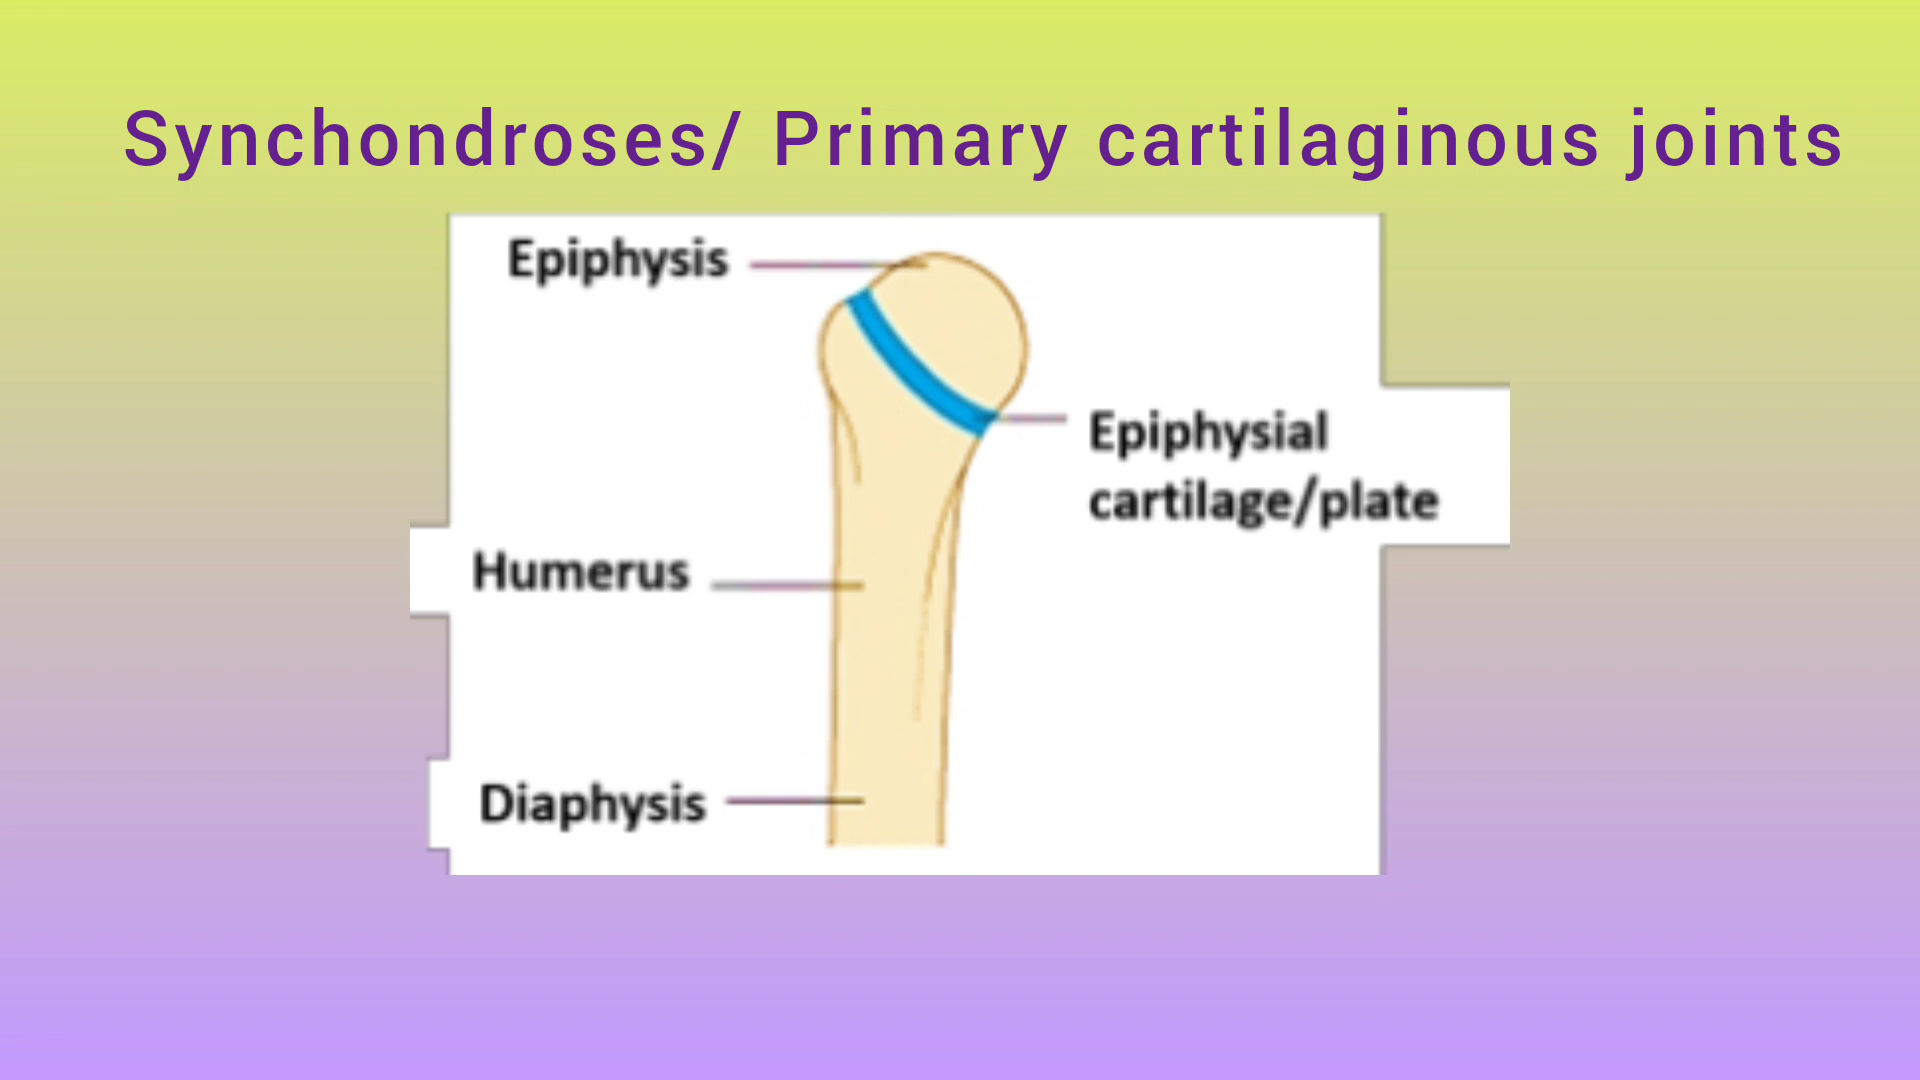 Synchondroses/ Primary cartilaginous joints
Epiphysis
Epiphysial
cartilage/plate
Humerus
Diaphysis